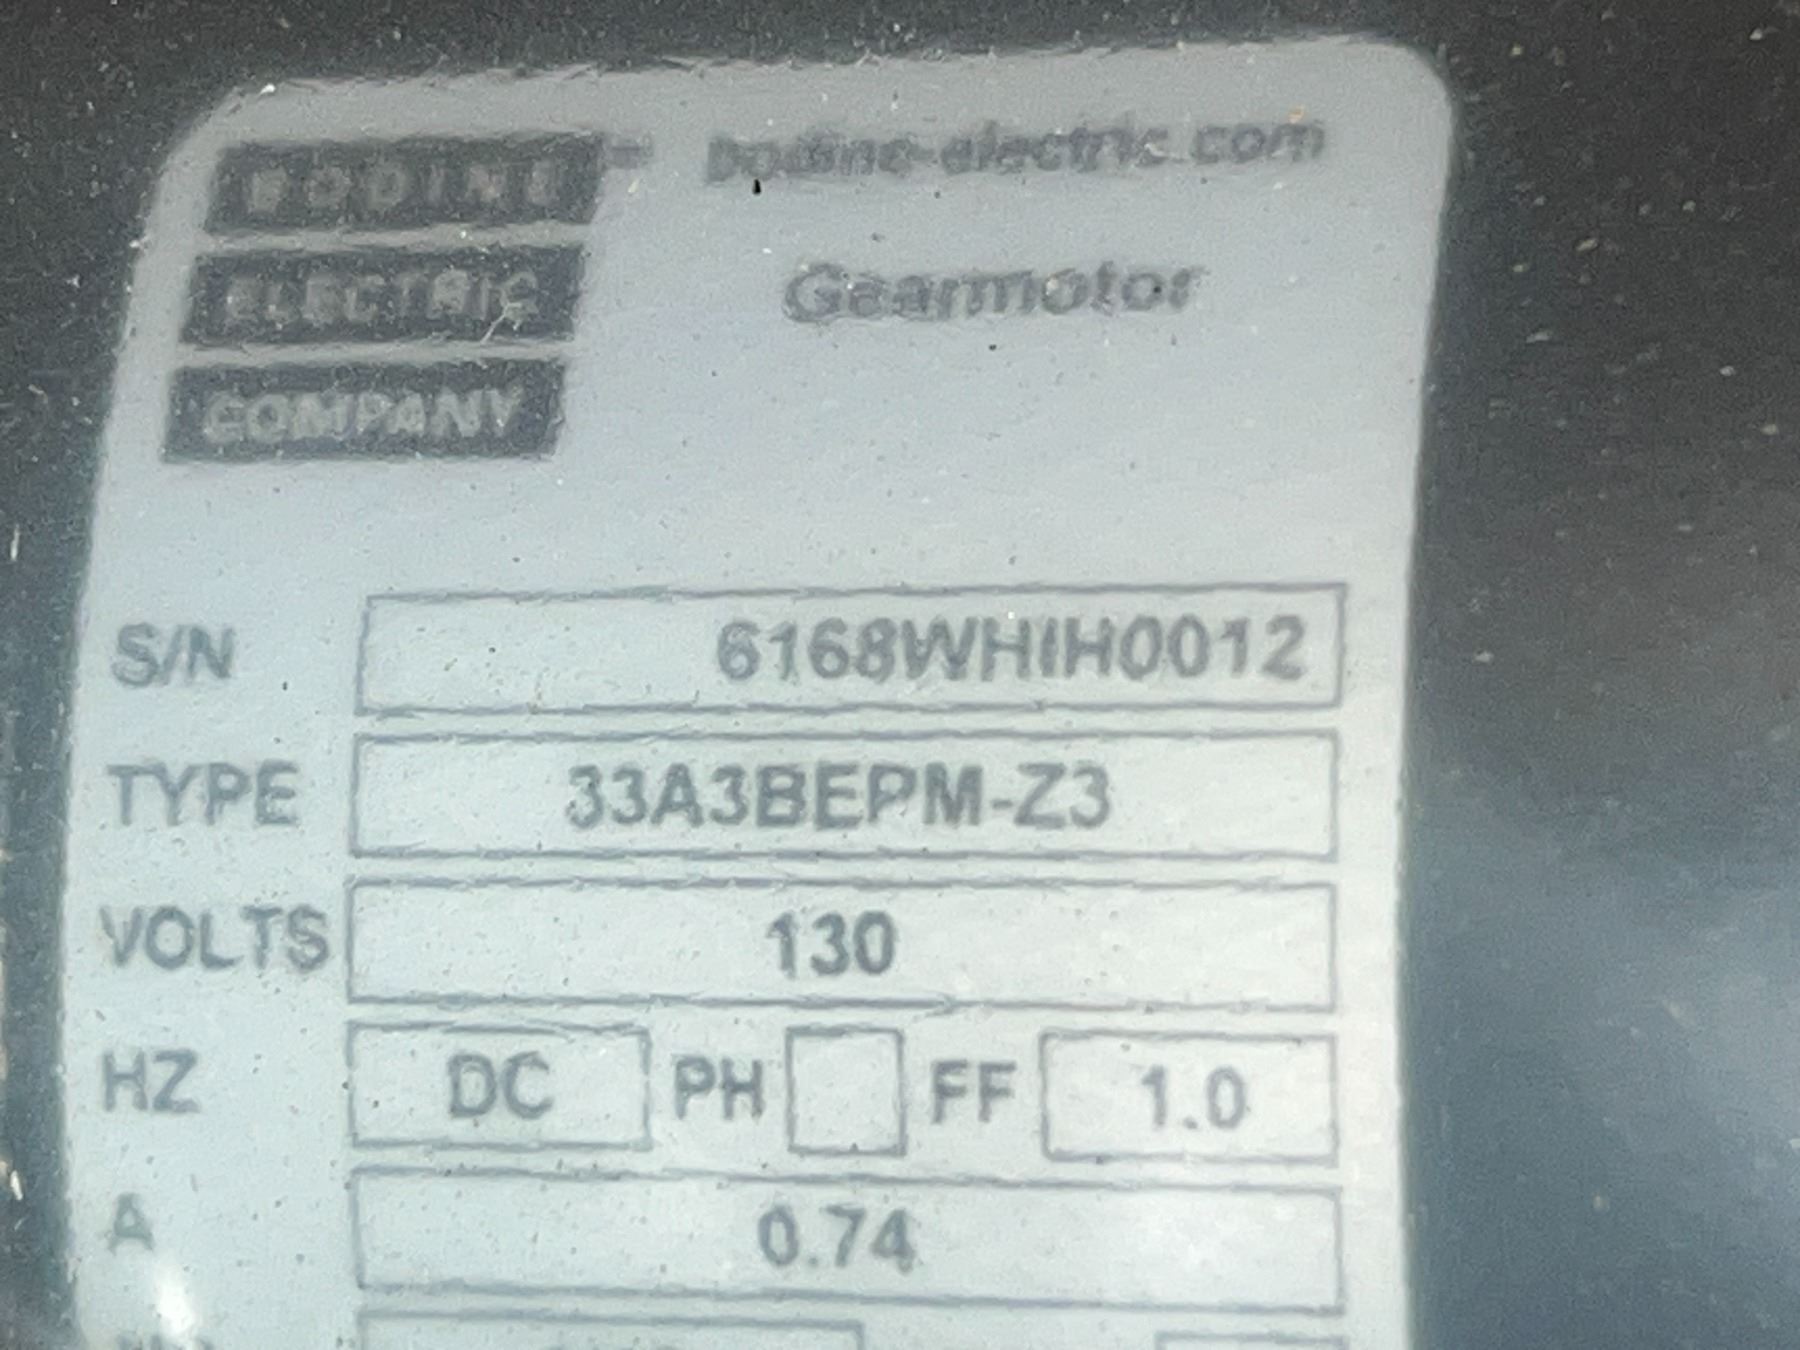 BODINE
bodine-electric.com
ELECTRIC
Gearmotor
COMPANY
S/N 6168WHIH0012
TYPE 33A3BEPM-Z3
VOLTS 130
HZ DC PH FF 1.0
A 0.74